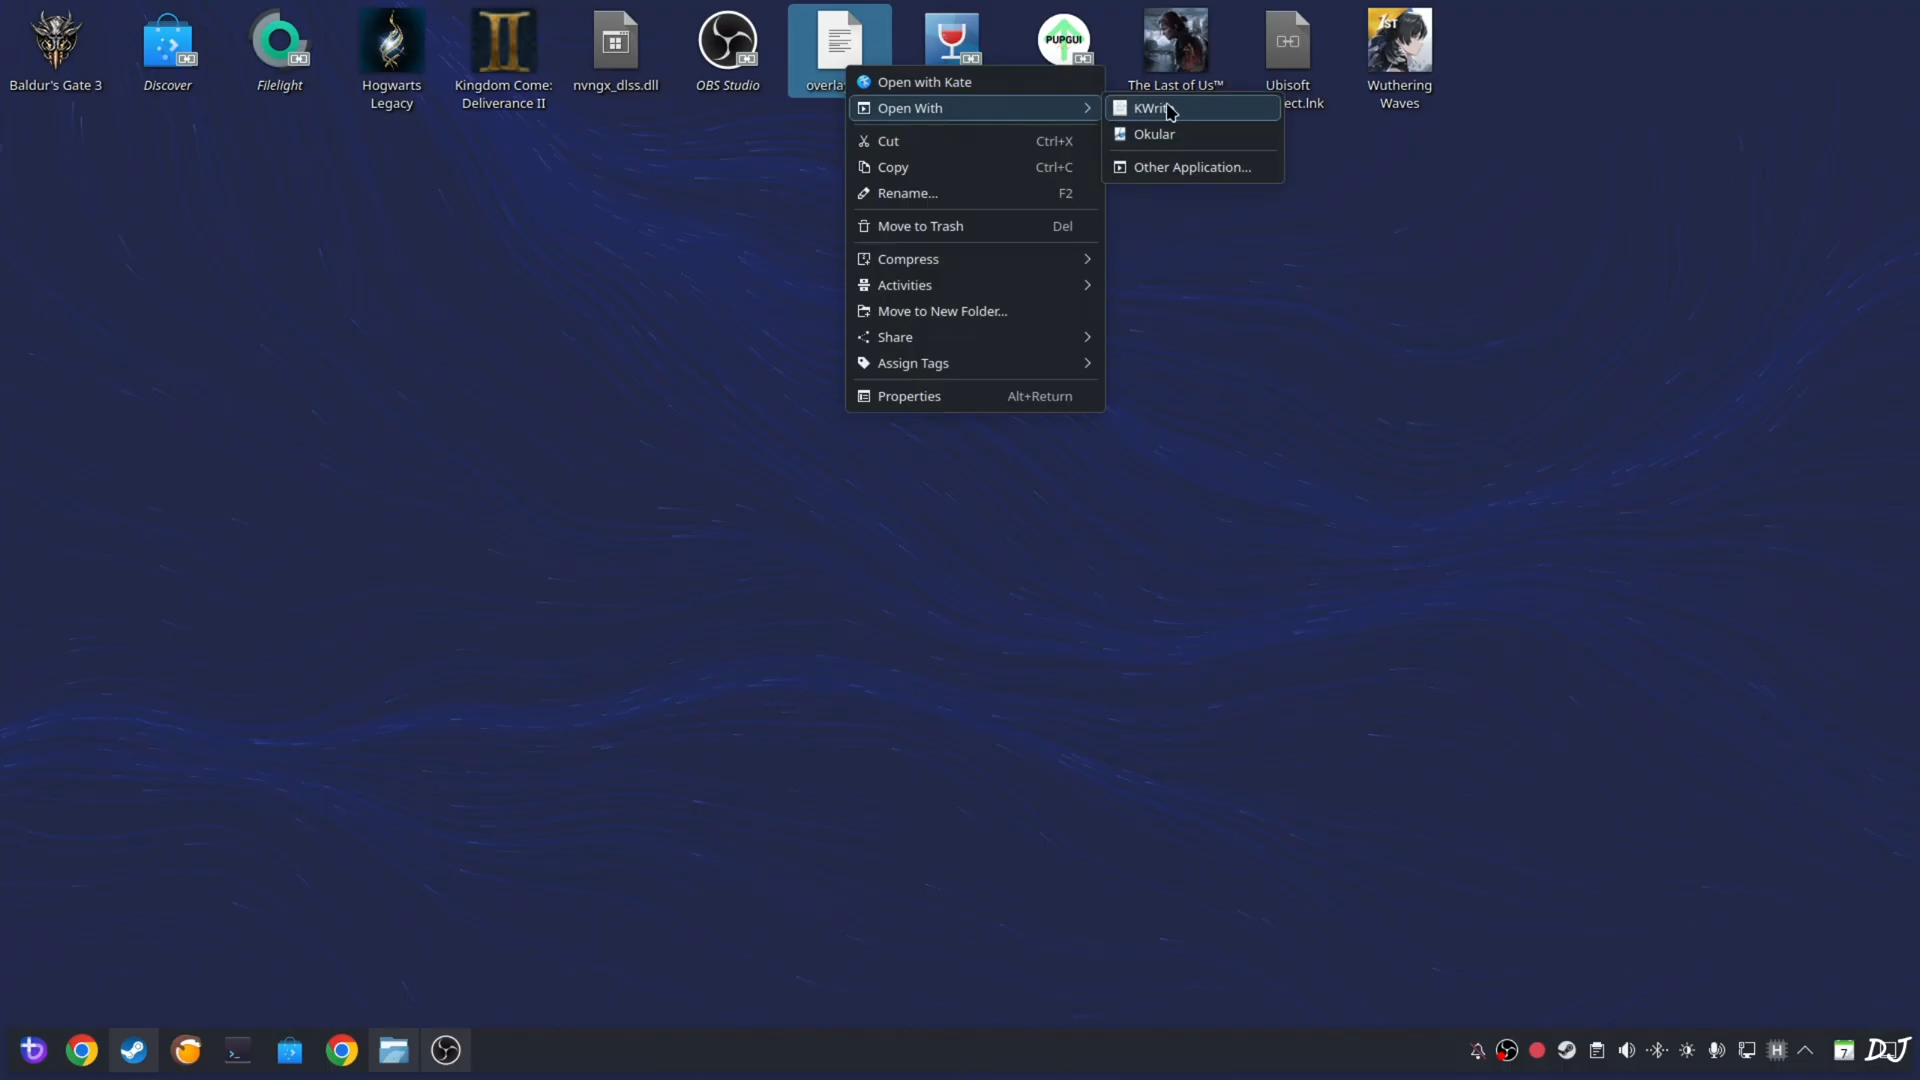 Baldur's Gate 3
Discover
Filelight
Hogwarts
Legacy
Kingdom Come:
Deliverance II
nvngx_dlss.dll
OBS Studio
overla
PUPGUI
The Last of Us™
Ubisoft
ect.lnk
1ST
Wuthering
Waves
Open with Kate
Open With
Cut Ctrl+X
Copy Ctrl+C
Rename... F2
Move to Trash Del
Compress
Activities
Move to New Folder...
Share
Assign Tags
Properties Alt+Return
KWrit
Okular
Other Application...
H
7
DJ